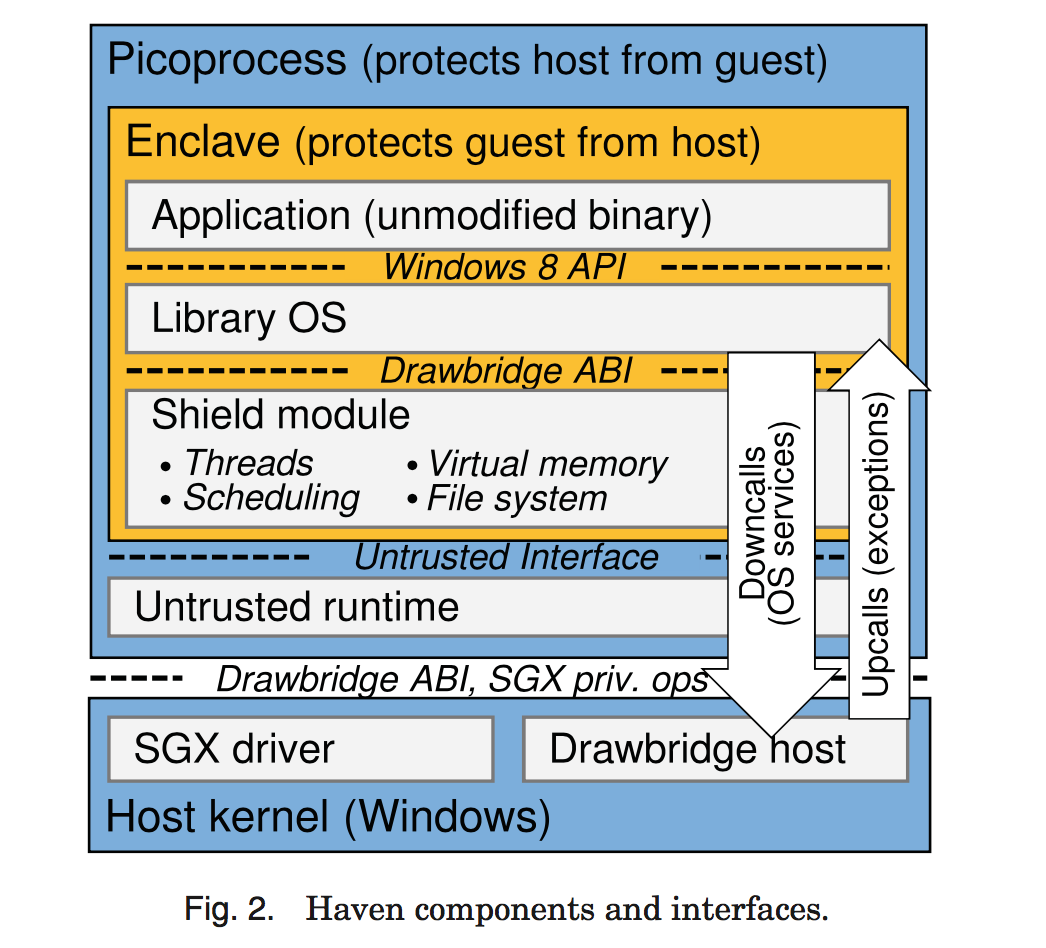 Picoprocess (protects host from guest)
Enclave (protects guest from host)
Application (unmodified binary)
Windows 8 API
Library OS
Drawbridge ABI
Shield module
• Threads
• Virtual memory
• Scheduling
• File system
Downcalls
(OS services)
Upcalls (exceptions)
Untrusted Interface
Untrusted runtime
Drawbridge ABI, SGX priv. ops
SGX driver
Drawbridge host
Host kernel (Windows)
Fig. 2. Haven components and interfaces.